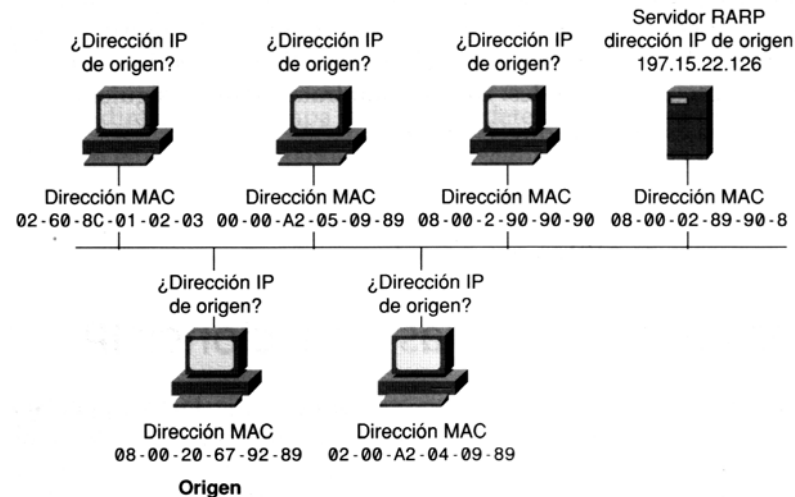 ¿Dirección IP
de origen?
¿Dirección IP
de origen?
¿Dirección IP
de origen?
Servidor RARP
dirección IP de origen
197.15.22.126
Dirección MAC
02-60-8C-01-02-03
Dirección MAC
00-00-A2-05-09-89
Dirección MAC
08-00-2-90-90-90
Dirección MAC
08-00-02-89-90-8
¿Dirección IP
de origen?
¿Dirección IP
de origen?
Dirección MAC
08-00-20-67-92-89
Dirección MAC
02-00-A2-04-09-89
Origen